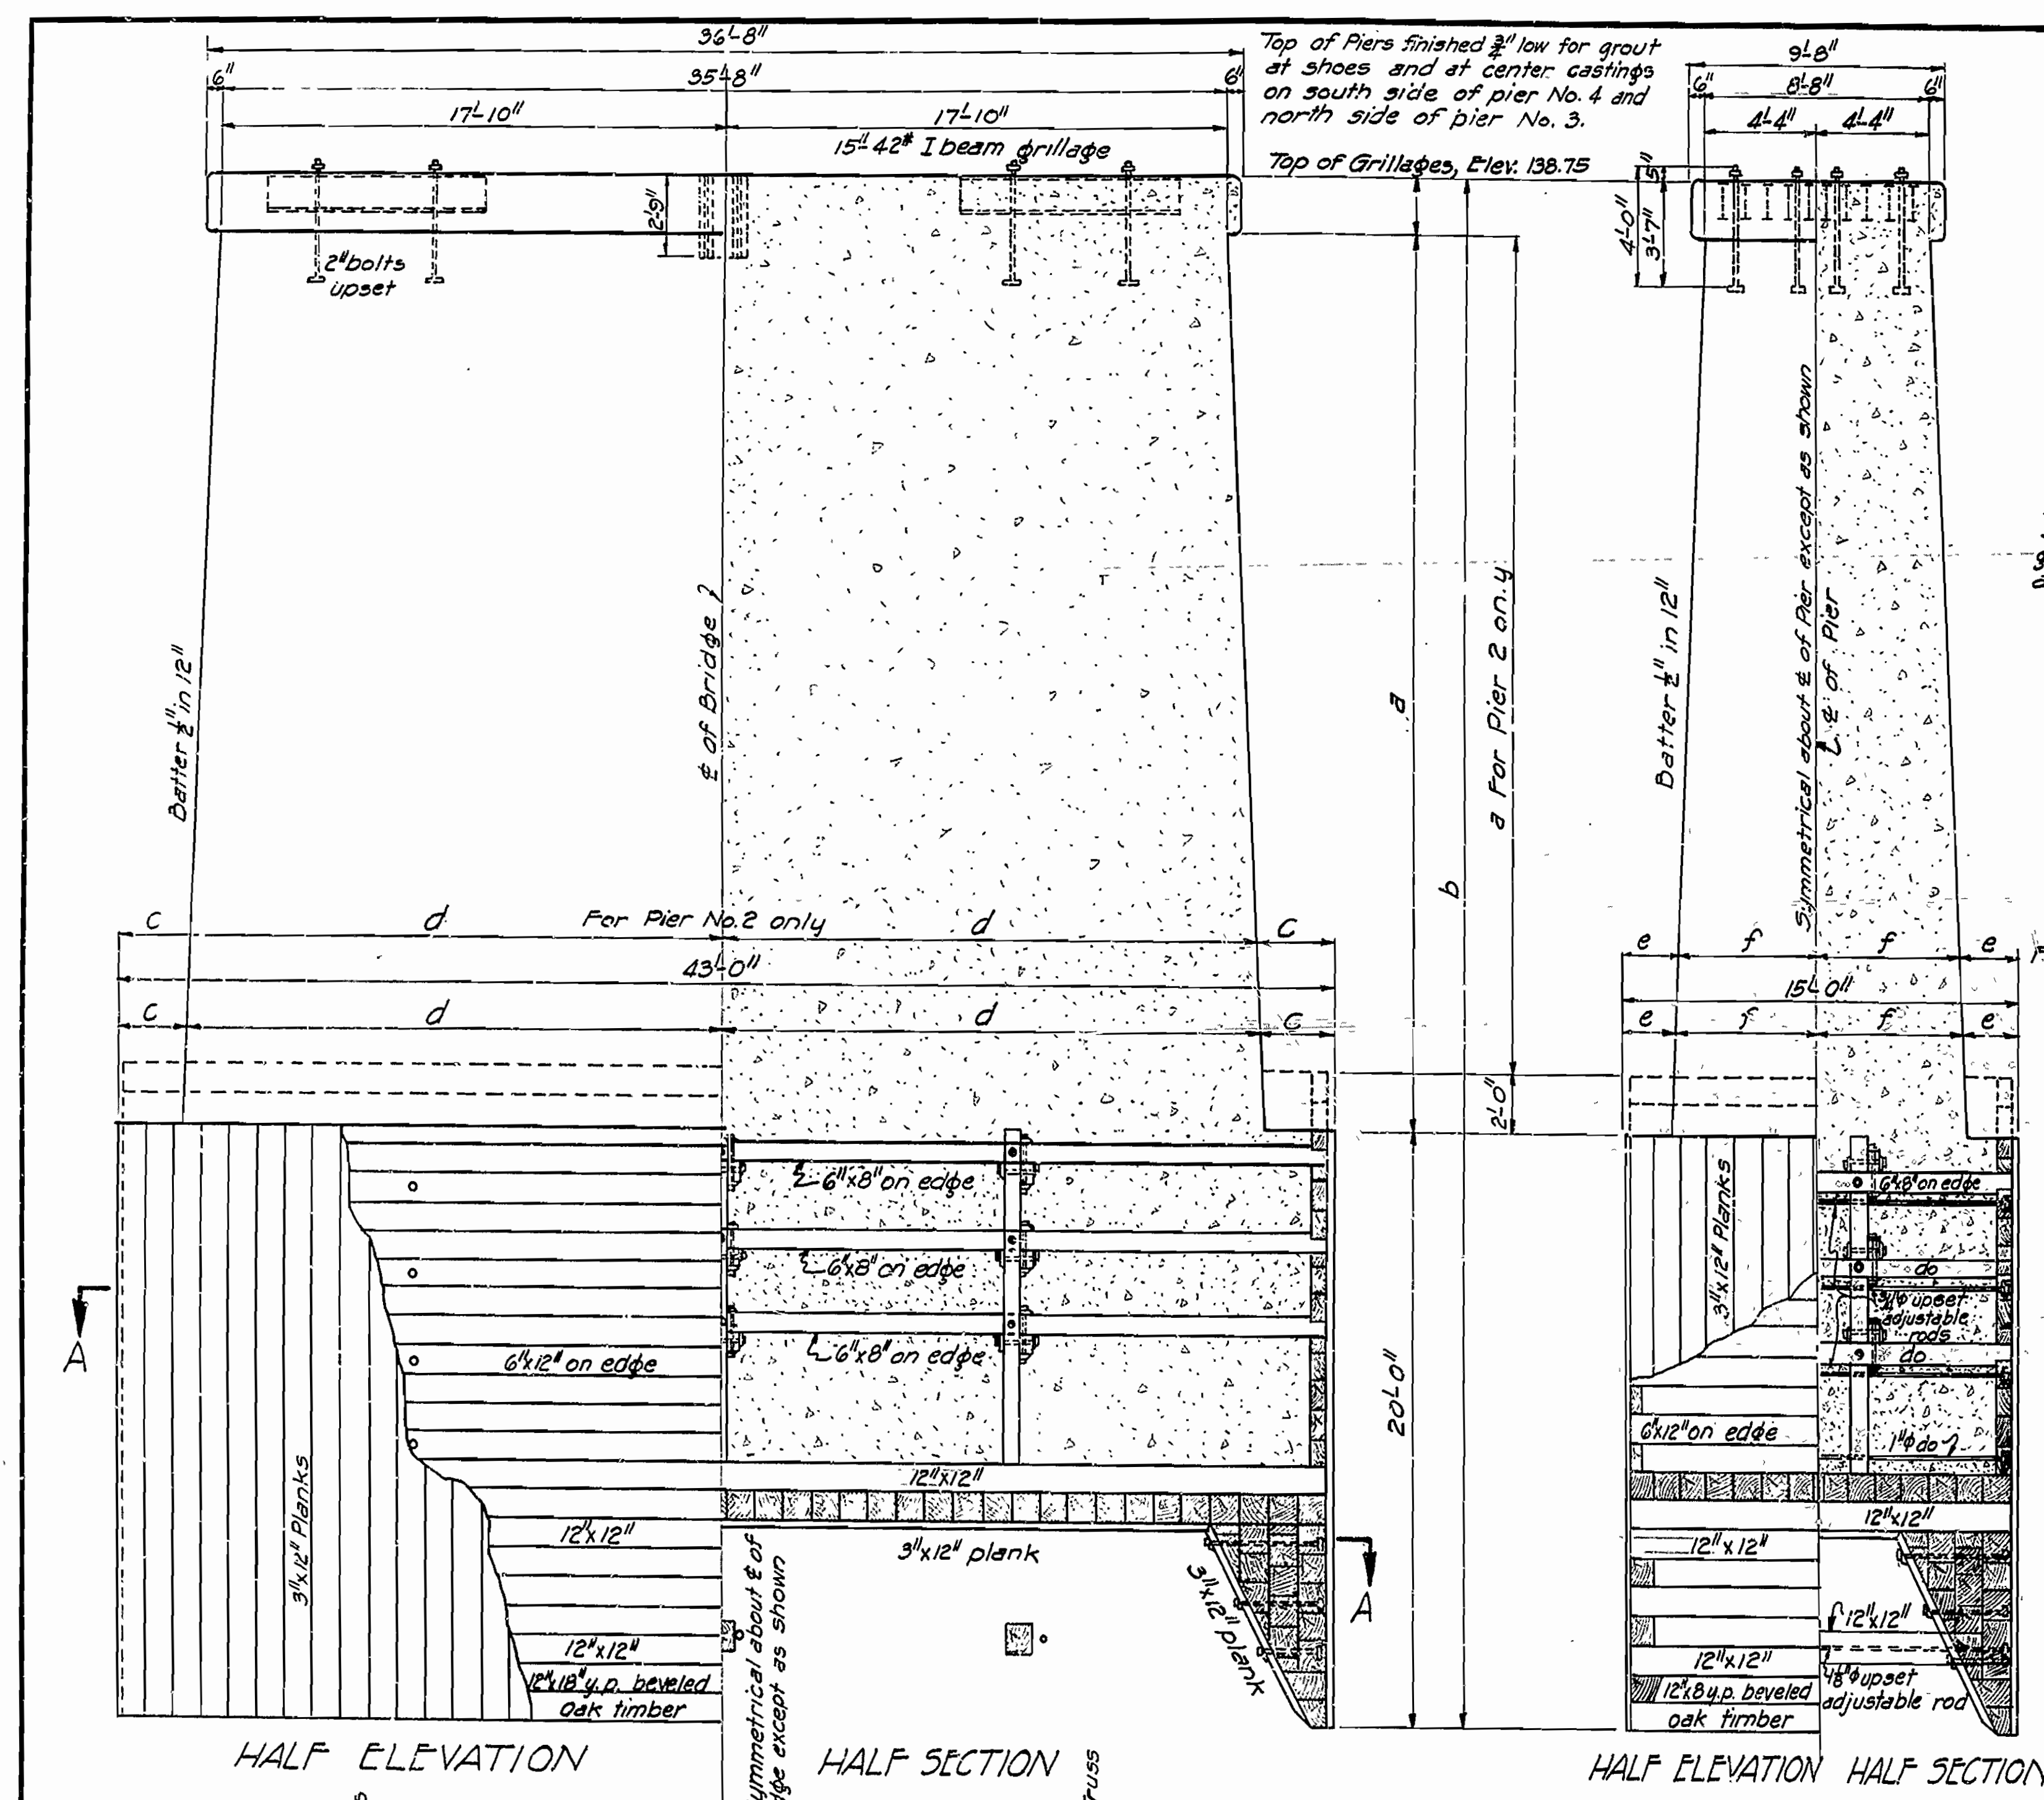 36'-8"
6" 35'-8" 6"
17'-10" 17'-10"
15"-42# I beam grillage
Top of Piers finished 3/4" low for grout
at shoes and at center castings
on south side of pier No. 4 and
north side of pier No. 3.
Top of Grillages, Elev. 138.75
2'-9"
2" bolts
upset
Batter 1/2" in 12"
℄ of Bridge
a
b
a For Pier 2 only
2'-0"
20'-0"
c d For Pier No.2 only d c
43'-0"
c d d c
6"x8" on edge
6"x8" on edge
6"x8" on edge
6"x12" on edge
3"x12" Planks
12"x12"
12"x12"
3"x12" plank
3"x12" plank
12"x12"
12"x18" y.p. beveled
oak timber
A
A
ymmetrical about ℄ of
dge except as shown
russ
HALF ELEVATION
HALF SECTION
9'-8"
6" 8'-8" 6"
4'-4" 4'-4"
5"
4'-0"
3'-7"
Batter 1/2" in 12"
Symmetrical about ℄ of Pier except as shown
℄ of Pier
e f f e
15'-0"
e f f e
3"x12" Planks
6"x8" on edge
do
upset
adjustable
rods
do
6"x12" on edge
1"φ do
12"x12"
12"x12"
12"x12"
12"x12"
12"x8 y.p. beveled
oak timber
upset
adjustable rod
HALF ELEVATION
HALF SECTION